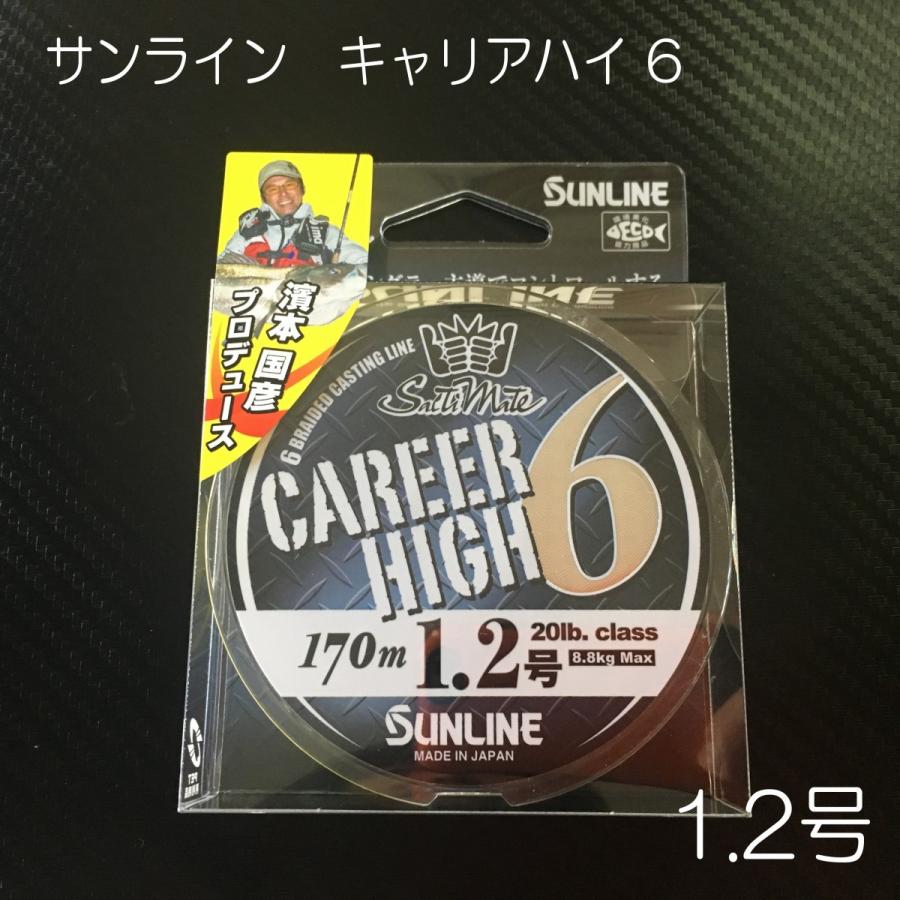 サンライン　キャリアハイ６
SUNLINE
ECO
濱本 国彦
プロデュース
6 BRAIDED CASTING LINE
SaltiMate
CAREER
HIGH 6
170m 1.2号
20lb. class
8.8kg Max
SUNLINE
MADE IN JAPAN
PET
1.2号